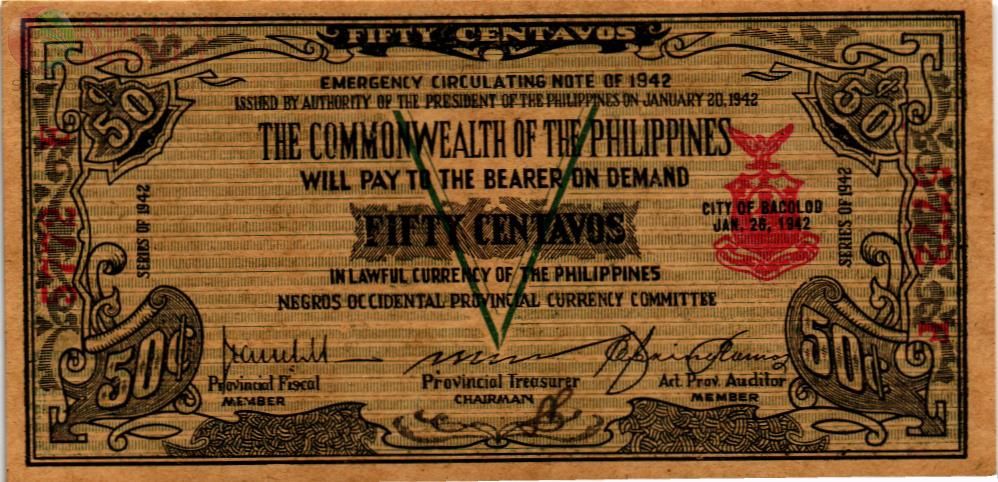 FIFTY CENTAVOS
EMERGENCY CIRCULATING NOTE OF 1942
ISSUED BY AUTHORITY OF THE PRESIDENT OF THE PHILIPPINES ON JANUARY 20, 1942
50
50
THE COMMONWEALTH OF THE PHILIPPINES
WILL PAY TO THE BEARER ON DEMAND
FIFTY CENTAVOS
CITY OF BACOLOD
JAN. 26, 1942
SERIES OF 1942
SERIES OF 1942
IN LAWFUL CURRENCY OF THE PHILIPPINES
NEGROS OCCIDENTAL PROVINCIAL CURRENCY COMMITTEE
V
50¢
50¢
Provincial Fiscal
MEMBER
Provincial Treasurer
CHAIRMAN
Act. Prov. Auditor
MEMBER